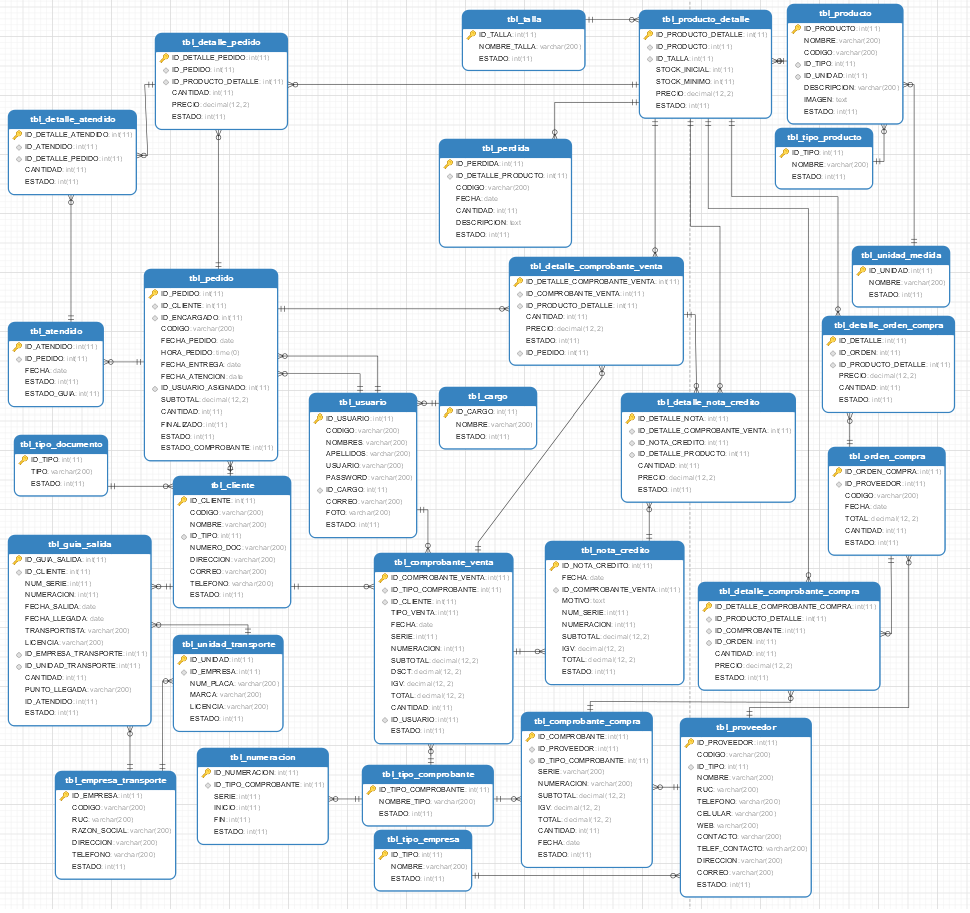 tbl_talla
ID_TALLA: int(11)
NOMBRE_TALLA: varchar(200)
ESTADO: int(11)
tbl_producto_detalle
ID_PRODUCTO_DETALLE: int(11)
ID_PRODUCTO: int(11)
ID_TALLA: int(11)
STOCK_INICIAL: int(11)
STOCK_MINIMO: int(11)
PRECIO: decimal(12, 2)
ESTADO: int(11)
tbl_producto
ID_PRODUCTO: int(11)
NOMBRE: varchar(200)
CODIGO: varchar(200)
ID_TIPO: int(11)
ID_UNIDAD: int(11)
DESCRIPCION: varchar(200)
IMAGEN: text
ESTADO: int(11)
tbl_detalle_pedido
ID_DETALLE_PEDIDO: int(11)
ID_PEDIDO: int(11)
ID_PRODUCTO_DETALLE: int(11)
CANTIDAD: int(11)
PRECIO: decimal(12, 2)
ESTADO: int(11)
tbl_detalle_atendido
ID_DETALLE_ATENDIDO: int(11)
ID_ATENDIDO: int(11)
ID_DETALLE_PEDIDO: int(11)
CANTIDAD: int(11)
ESTADO: int(11)
tbl_perdida
ID_PERDIDA: int(11)
ID_DETALLE_PRODUCTO: int(11)
CODIGO: varchar(200)
FECHA: date
CANTIDAD: int(11)
DESCRIPCION: text
ESTADO: int(11)
tbl_tipo_producto
ID_TIPO: int(11)
NOMBRE: varchar(200)
ESTADO: int(11)
tbl_unidad_medida
ID_UNIDAD: int(11)
NOMBRE: varchar(200)
ESTADO: int(11)
tbl_pedido
ID_PEDIDO: int(11)
ID_CLIENTE: int(11)
ID_ENCARGADO: int(11)
CODIGO: varchar(200)
FECHA_PEDIDO: date
HORA_PEDIDO: time(0)
FECHA_ENTREGA: date
FECHA_ATENCION: date
ID_USUARIO_ASIGNADO: int(11)
SUBTOTAL: decimal(12, 2)
CANTIDAD: int(11)
FINALIZADO: int(11)
ESTADO: int(11)
ESTADO_COMPROBANTE: int(11)
tbl_detalle_comprobante_venta
ID_DETALLE_COMPROBANTE_VENTA: int(11)
ID_COMPROBANTE_VENTA: int(11)
ID_PRODUCTO_DETALLE: int(11)
CANTIDAD: int(11)
PRECIO: decimal(12, 2)
ESTADO: int(11)
ID_PEDIDO: int(11)
tbl_atendido
ID_ATENDIDO: int(11)
ID_PEDIDO: int(11)
FECHA: date
ESTADO: int(11)
ESTADO_GUIA: int(11)
tbl_detalle_orden_compra
ID_DETALLE: int(11)
ID_ORDEN: int(11)
ID_PRODUCTO_DETALLE: int(11)
PRECIO: decimal(12, 2)
CANTIDAD: int(11)
ESTADO: int(11)
tbl_usuario
ID_USUARIO: int(11)
CODIGO: varchar(200)
NOMBRES: varchar(200)
APELLIDOS: varchar(200)
USUARIO: varchar(200)
PASSWORD: varchar(200)
ID_CARGO: int(11)
CORREO: varchar(200)
FOTO: varchar(200)
ESTADO: int(11)
tbl_cargo
ID_CARGO: int(11)
NOMBRE: varchar(200)
ESTADO: int(11)
tbl_detalle_nota_credito
ID_DETALLE_NOTA: int(11)
ID_DETALLE_COMPROBANTE_VENTA: int(11)
ID_NOTA_CREDITO: int(11)
ID_DETALLE_PRODUCTO: int(11)
CANTIDAD: int(11)
PRECIO: decimal(12, 2)
ESTADO: int(11)
tbl_tipo_documento
ID_TIPO: int(11)
TIPO: varchar(200)
ESTADO: int(11)
tbl_orden_compra
ID_ORDEN_COMPRA: int(11)
ID_PROVEEDOR: int(11)
CODIGO: varchar(200)
FECHA: date
TOTAL: decimal(12, 2)
CANTIDAD: int(11)
ESTADO: int(11)
tbl_cliente
ID_CLIENTE: int(11)
CODIGO: varchar(200)
NOMBRE: varchar(200)
ID_TIPO: int(11)
NUMERO_DOC: varchar(200)
DIRECCION: varchar(200)
CORREO: varchar(200)
TELEFONO: varchar(200)
ESTADO: int(11)
tbl_guia_salida
ID_GUIA_SALIDA: int(11)
ID_CLIENTE: int(11)
NUM_SERIE: int(11)
NUMERACION: int(11)
FECHA_SALIDA: date
FECHA_LLEGADA: date
TRANSPORTISTA: varchar(200)
LICENCIA: varchar(200)
ID_EMPRESA_TRANSPORTE: int(11)
ID_UNIDAD_TRANSPORTE: int(11)
CANTIDAD: int(11)
PUNTO_LLEGADA: varchar(200)
ID_ATENDIDO: int(11)
ESTADO: int(11)
tbl_comprobante_venta
ID_COMPROBANTE_VENTA: int(11)
ID_TIPO_COMPROBANTE: int(11)
ID_CLIENTE: int(11)
TIPO_VENTA: int(11)
FECHA: date
SERIE: int(11)
NUMERACION: int(11)
SUBTOTAL: decimal(12, 2)
DSCT: decimal(12, 2)
IGV: decimal(12, 2)
TOTAL: decimal(12, 2)
CANTIDAD: int(11)
ID_USUARIO: int(11)
ESTADO: int(11)
tbl_nota_credito
ID_NOTA_CREDITO: int(11)
FECHA: date
ID_COMPROBANTE_VENTA: int(11)
MOTIVO: text
NUM_SERIE: int(11)
NUMERACION: int(11)
SUBTOTAL: decimal(12, 2)
IGV: decimal(12, 2)
TOTAL: decimal(12, 2)
ESTADO: int(11)
tbl_detalle_comprobante_compra
ID_DETALLE_COMPROBANTE_COMPRA: int(11)
ID_PRODUCTO_DETALLE: int(11)
ID_COMPROBANTE: int(11)
ID_ORDEN: int(11)
CANTIDAD: int(11)
PRECIO: decimal(12, 2)
ESTADO: int(11)
tbl_unidad_transporte
ID_UNIDAD: int(11)
ID_EMPRESA: int(11)
NUM_PLACA: varchar(200)
MARCA: varchar(200)
LICENCIA: varchar(200)
ESTADO: int(11)
tbl_comprobante_compra
ID_COMPROBANTE: int(11)
ID_PROVEEDOR: int(11)
ID_TIPO_COMPROBANTE: int(11)
SERIE: varchar(200)
NUMERACION: varchar(200)
SUBTOTAL: decimal(12, 2)
IGV: decimal(12, 2)
TOTAL: decimal(12, 2)
CANTIDAD: int(11)
FECHA: date
ESTADO: int(11)
tbl_proveedor
ID_PROVEEDOR: int(11)
CODIGO: varchar(200)
ID_TIPO: int(11)
NOMBRE: varchar(200)
RUC: varchar(200)
TELEFONO: varchar(200)
CELULAR: varchar(200)
WEB: varchar(200)
CONTACTO: varchar(200)
TELEF_CONTACTO: varchar(200)
DIRECCION: varchar(200)
CORREO: varchar(200)
ESTADO: int(11)
tbl_numeracion
ID_NUMERACION: int(11)
ID_TIPO_COMPROBANTE: int(11)
SERIE: int(11)
INICIO: int(11)
FIN: int(11)
ESTADO: int(11)
tbl_tipo_comprobante
ID_TIPO_COMPROBANTE: int(11)
NOMBRE_TIPO: varchar(200)
ESTADO: int(11)
tbl_empresa_transporte
ID_EMPRESA: int(11)
CODIGO: varchar(200)
RUC: varchar(200)
RAZON_SOCIAL: varchar(200)
DIRECCION: varchar(200)
TELEFONO: varchar(200)
ESTADO: int(11)
tbl_tipo_empresa
ID_TIPO: int(11)
NOMBRE: varchar(200)
ESTADO: int(11)